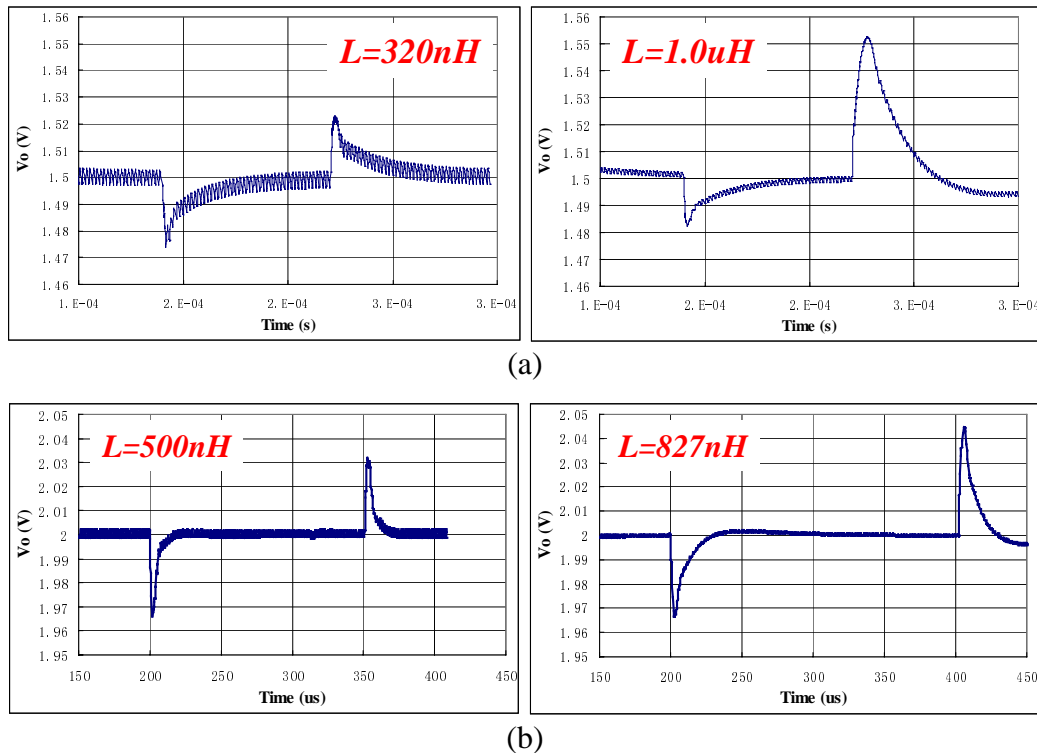 1.56
1.55
1.54
1.53
1.52
1.51
1.5
1.49
1.48
1.47
1.46
Vo (V)
L=320nH
1.E-04 2.E-04 2.E-04 3.E-04 3.E-04
Time (s)
1.56
1.55
1.54
1.53
1.52
1.51
1.5
1.49
1.48
1.47
1.46
Vo (V)
L=1.0uH
1.E-04 2.E-04 2.E-04 3.E-04 3.E-04
Time (s)
(a)
2.05
2.04
2.03
2.02
2.01
2
1.99
1.98
1.97
1.96
1.95
Vo (V)
L=500nH
150 200 250 300 350 400 450
Time (us)
2.05
2.04
2.03
2.02
2.01
2
1.99
1.98
1.97
1.96
1.95
Vo (V)
L=827nH
150 200 250 300 350 400 450
Time (us)
(b)